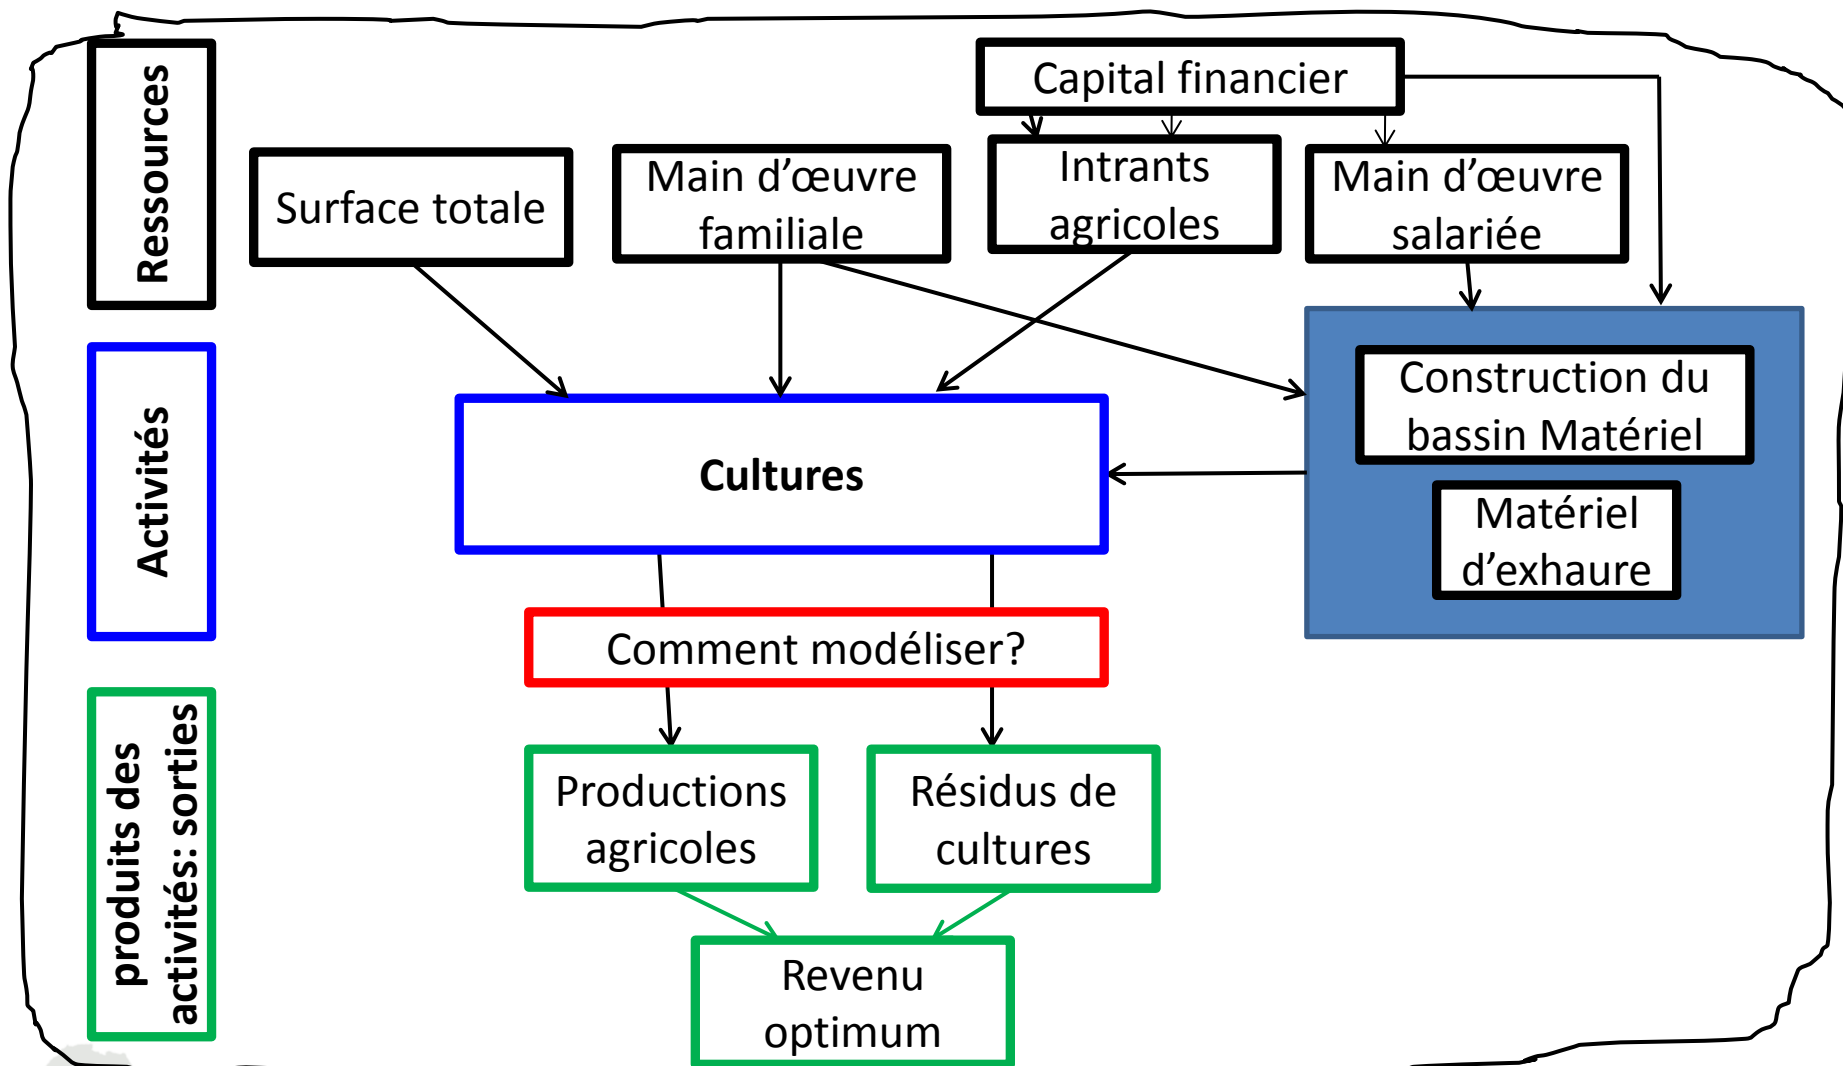 Ressources
Capital financier
Surface totale
Main d'œuvre
familiale
Intrants
agricoles
Main d'œuvre
salariée
Activités
Cultures
Construction du
bassin Matériel
Matériel
d'exhaure
Comment modéliser?
produits des
activités: sorties
Productions
agricoles
Résidus de
cultures
Revenu
optimum